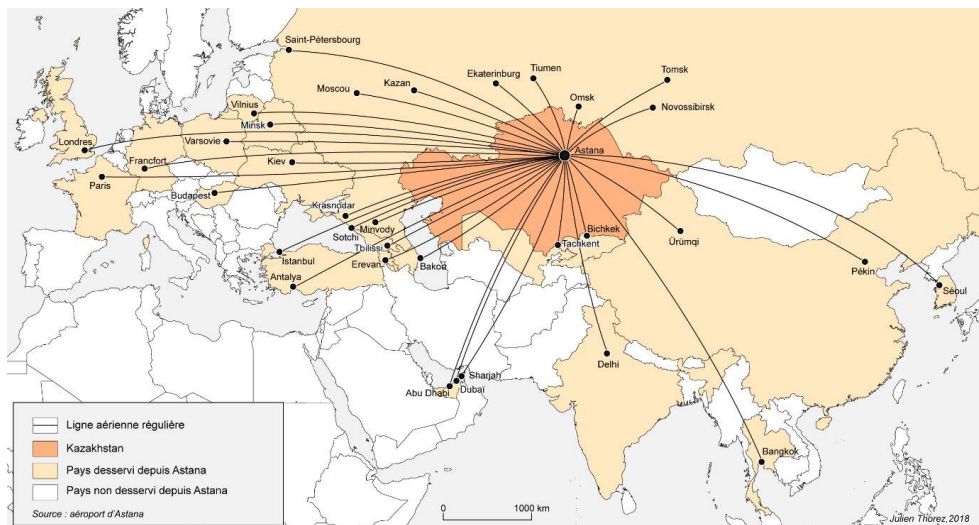 Saint-Pétersbourg
Ekaterinburg
Tiumen
Tomsk
Moscou
Kazan
Omsk
Novossibirsk
Vilnius
Minsk
Londres
Varsovie
Astana
Francfort
Kiev
Paris
Budapest
Krasnodar
Minvody
Bichkek
Ürümqi
Sotchi
Tbilissi
Tachkent
Istanbul
Erevan
Bakou
Pékin
Antalya
Séoul
Delhi
Sharjah
Abu Dhabi
Dubaï
Bangkok
Ligne aérienne régulière
Kazakhstan
Pays desservi depuis Astana
Pays non desservi depuis Astana
Source : aéroport d'Astana
0 1000 km
Julien Thorez, 2018